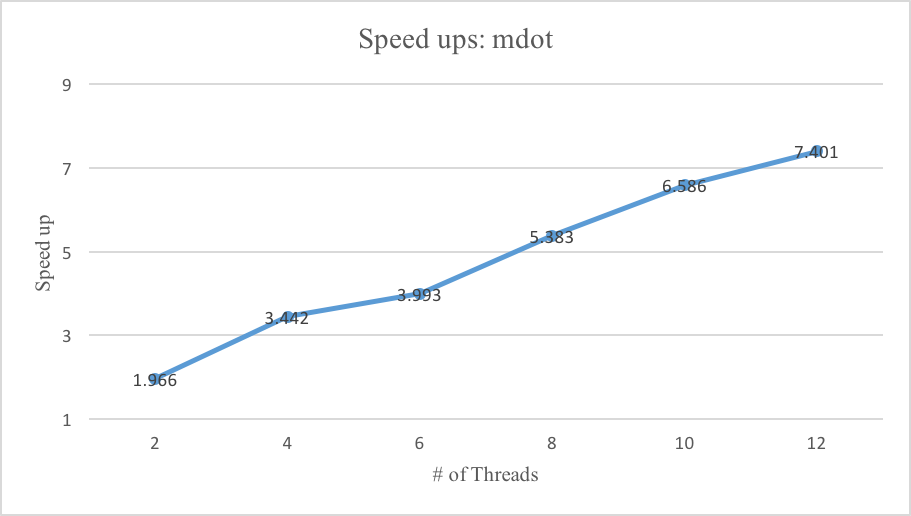 Speed ups: mdot
9
7
5
3
1
Speed up
1.966
3.442
3.993
5.383
6.586
7.401
2 4 6 8 10 12
# of Threads